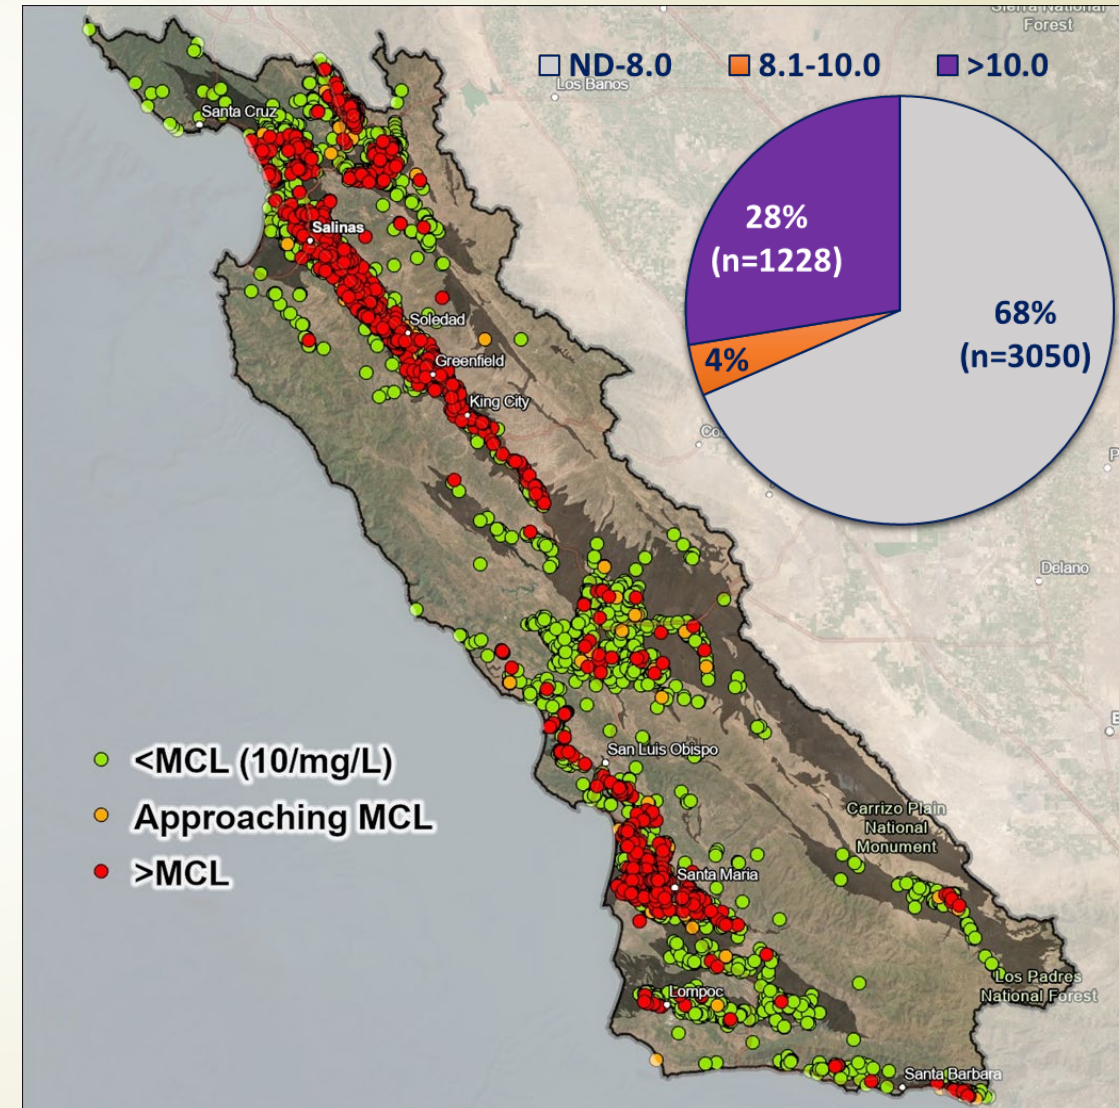 Sierra National
Forest
ND-8.0
8.1-10.0
>10.0
Los Banos
Santa Cruz
28%
(n=1228)
68%
(n=3050)
4%
Salinas
Soledad
Greenfield
King City
Delano
San Luis Obispo
<MCL (10/mg/L)
Approaching MCL
>MCL
Carrizo Plain
National
Monument
Santa Maria
Los Padres
National Forest
Lompoc
Santa Barbara